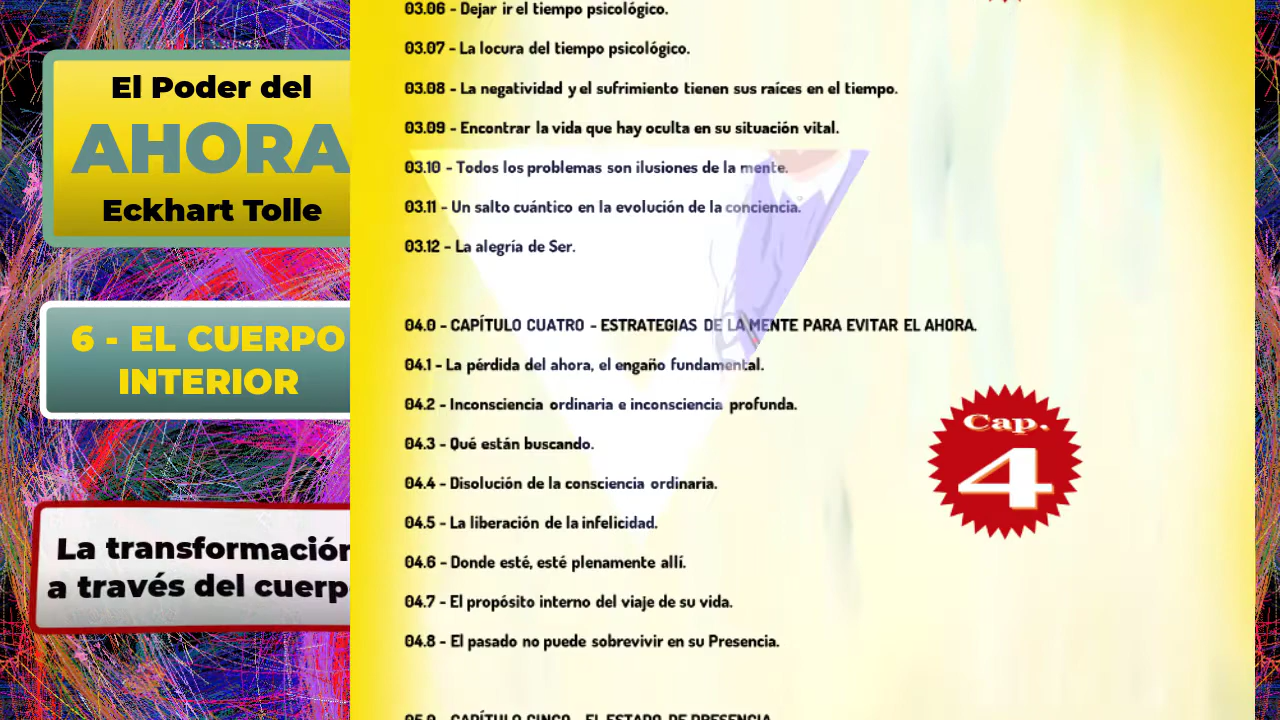 El Poder del
AHORA
Eckhart Tolle
6 - EL CUERPO
INTERIOR
La transformación
a través del cuerp
03.06 - Dejar ir el tiempo psicológico.
03.07 - La locura del tiempo psicológico.
03.08 - La negatividad y el sufrimiento tienen sus raíces en el tiempo.
03.09 - Encontrar la vida que hay oculta en su situación vital.
03.10 - Todos los problemas son ilusiones de la mente.
03.11 - Un salto cuántico en la evolución de la conciencia.
03.12 - La alegría de Ser.
04.0 - CAPÍTULO CUATRO - ESTRATEGIAS DE LA MENTE PARA EVITAR EL AHORA.
04.1 - La pérdida del ahora, el engaño fundamental.
04.2 - Inconsciencia ordinaria e inconsciencia profunda.
04.3 - Qué están buscando.
04.4 - Disolución de la consciencia ordinaria.
04.5 - La liberación de la infelicidad.
04.6 - Donde esté, esté plenamente allí.
04.7 - El propósito interno del viaje de su vida.
04.8 - El pasado no puede sobrevivir en su Presencia.
Cap.
4
05.0 - CAPÍTULO CINCO - EL ESTADO DE PRESENCIA